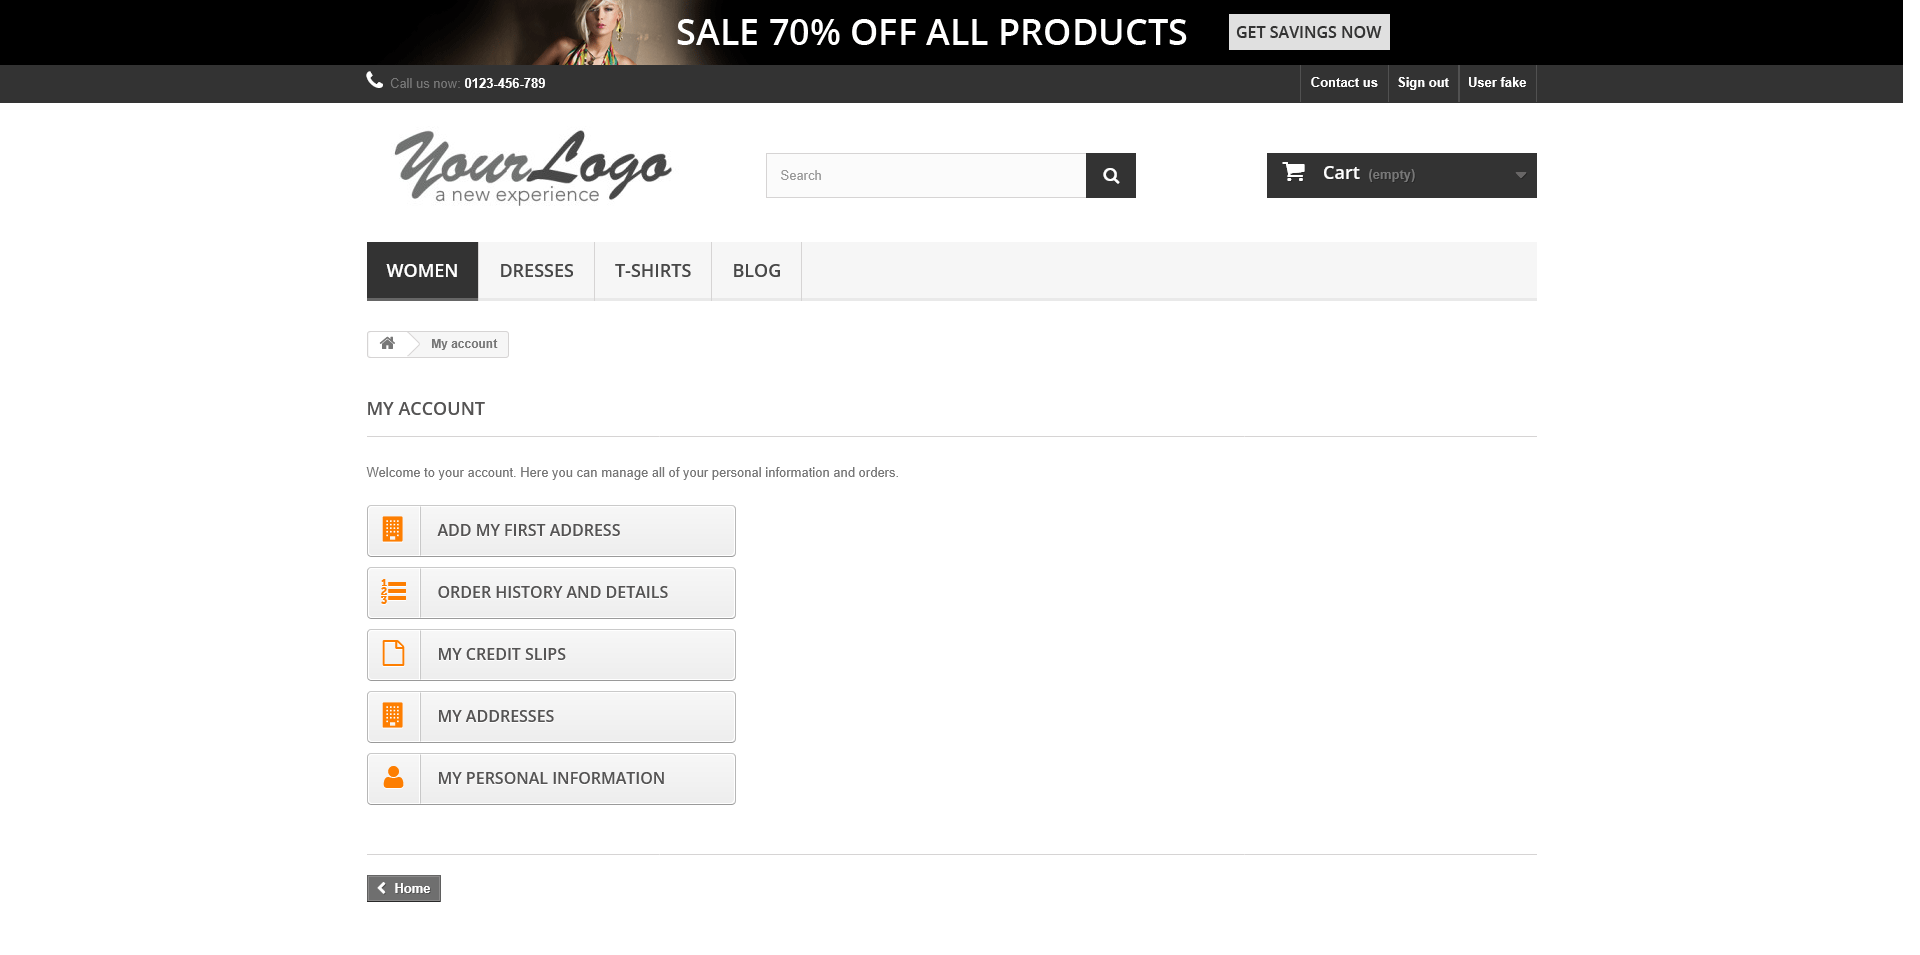 SALE 70% OFF ALL PRODUCTS GET SAVINGS NOW
Call us now: 0123-456-789 Contact us Sign out User fake
YourLogo
a new experience
Search
Cart (empty)
WOMEN DRESSES T-SHIRTS BLOG
My account
MY ACCOUNT
Welcome to your account. Here you can manage all of your personal information and orders.
ADD MY FIRST ADDRESS
ORDER HISTORY AND DETAILS
MY CREDIT SLIPS
MY ADDRESSES
MY PERSONAL INFORMATION
Home